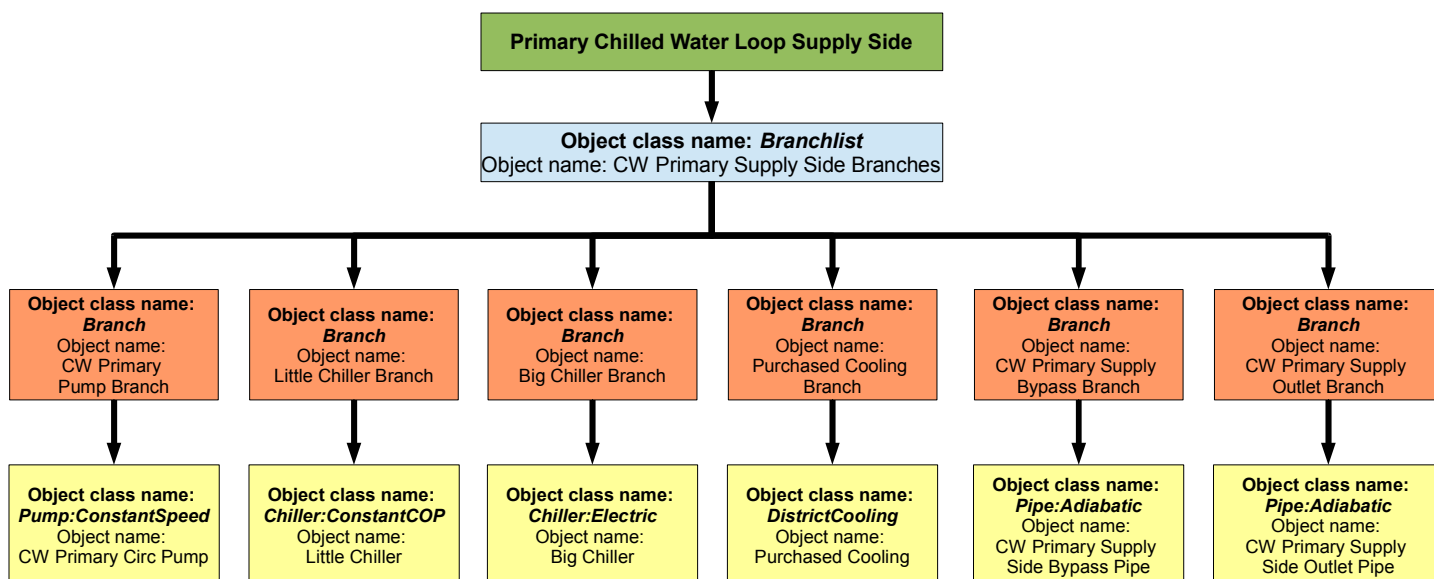 Primary Chilled Water Loop Supply Side
Object class name: Branchlist
Object name: CW Primary Supply Side Branches
Object class name:
Branch
Object name:
CW Primary
Pump Branch
Object class name:
Branch
Object name:
Little Chiller Branch
Object class name:
Branch
Object name:
Big Chiller Branch
Object class name:
Branch
Object name:
Purchased Cooling
Branch
Object class name:
Branch
Object name:
CW Primary Supply
Bypass Branch
Object class name:
Branch
Object name:
CW Primary Supply
Outlet Branch
Object class name:
Pump:ConstantSpeed
Object name:
CW Primary Circ Pump
Object class name:
Chiller:ConstantCOP
Object name:
Little Chiller
Object class name:
Chiller:Electric
Object name:
Big Chiller
Object class name:
DistrictCooling
Object name:
Purchased Cooling
Object class name:
Pipe:Adiabatic
Object name:
CW Primary Supply
Side Bypass Pipe
Object class name:
Pipe:Adiabatic
Object name:
CW Primary Supply
Side Outlet Pipe